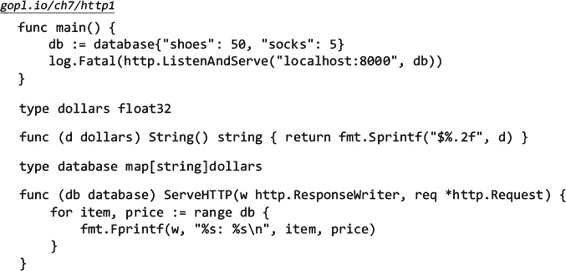 gopl.io/ch7/http1
func main() {
    db := database{"shoes": 50, "socks": 5}
    log.Fatal(http.ListenAndServe("localhost:8000", db))
}
type dollars float32
func (d dollars) String() string { return fmt.Sprintf("$%.2f", d) }
type database map[string]dollars
func (db database) ServeHTTP(w http.ResponseWriter, req *http.Request) {
    for item, price := range db {
        fmt.Fprintf(w, "%s: %s\n", item, price)
    }
}